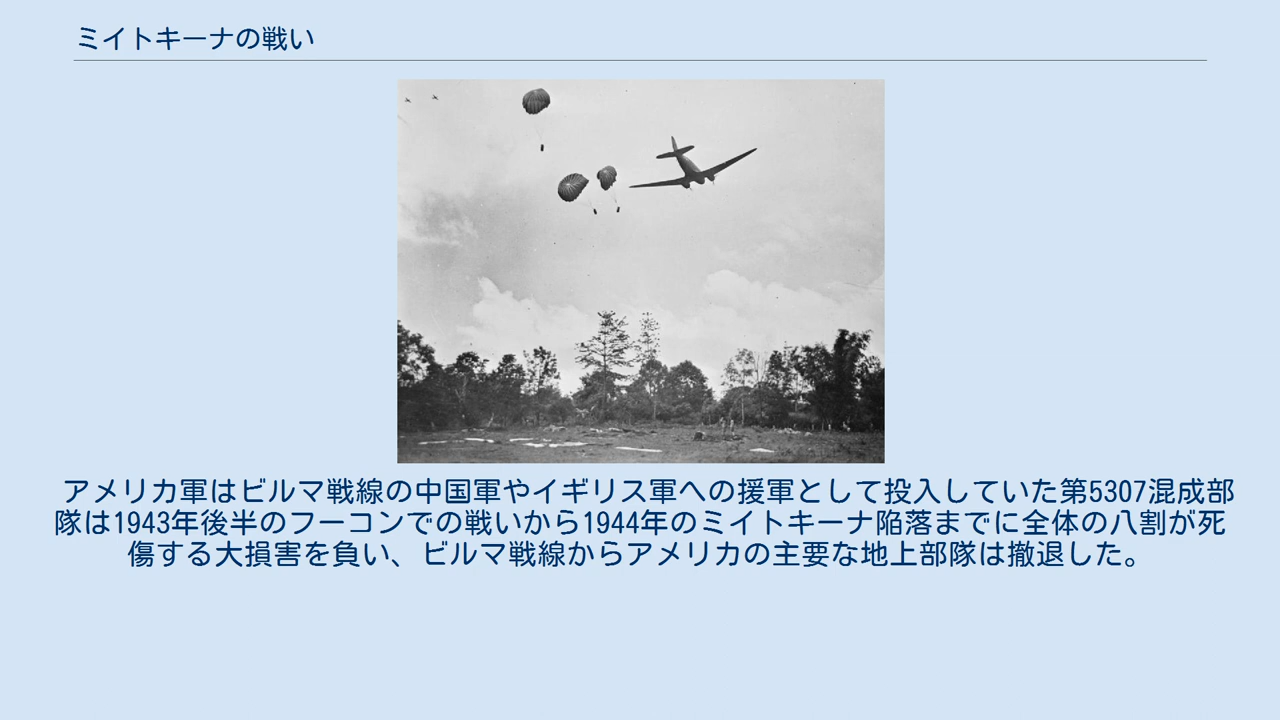 ミイトキーナの戦い
アメリカ軍はビルマ戦線の中国軍やイギリス軍への援軍として投入していた第5307混成部
隊は1943年後半のフーコンでの戦いから1944年のミイトキーナ陥落までに全体の八割が死
傷する大損害を負い、ビルマ戦線からアメリカの主要な地上部隊は撤退した。